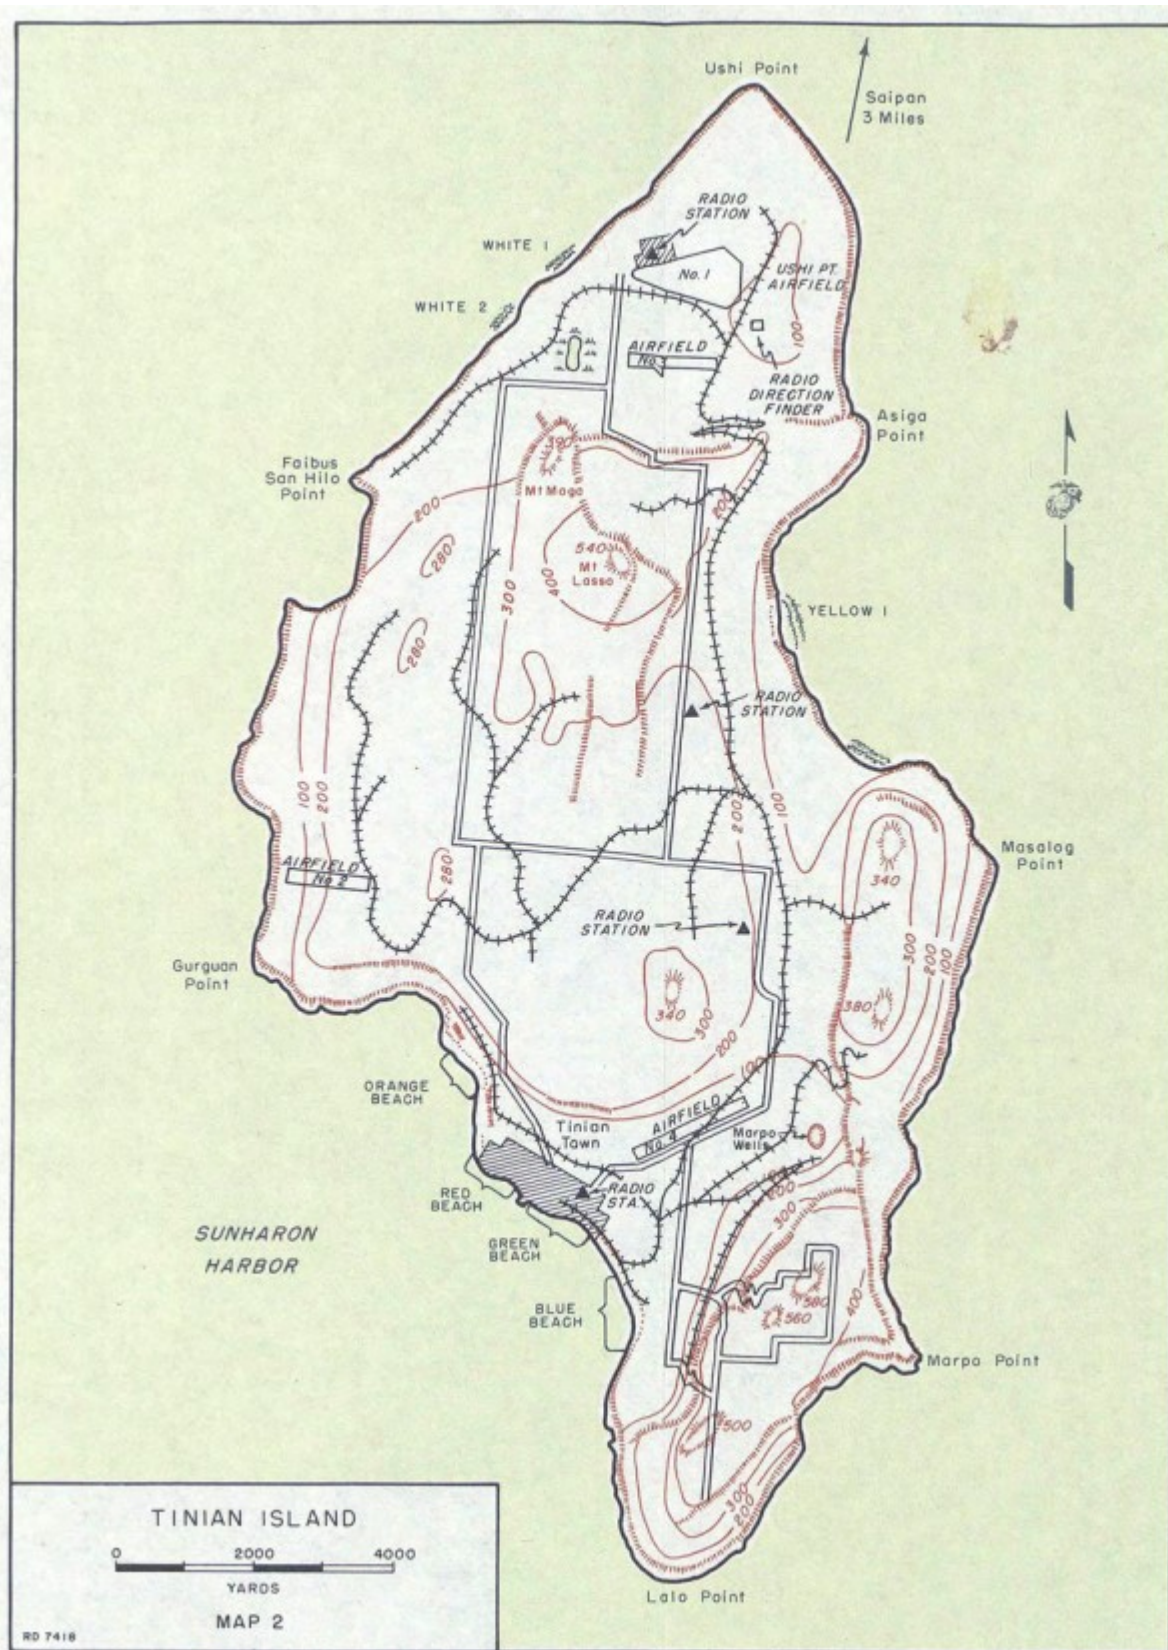 Ushi Point
Saipan
3 Miles
RADIO
STATION
WHITE 1
No. 1
USHI PT.
AIRFIELD
WHITE 2
100
AIRFIELD
No. 3
RADIO
DIRECTION
FINDER
Asiga
Point
390
Faibus
San Hilo
Point
Mt Maga
200
200
280
540
Mt
Lasso
300
400
YELLOW 1
280
RADIO
STATION
100
200
200
100
AIRFIELD
No. 2
280
Masalog
Point
340
RADIO
STATION
300
200
100
Gurguan
Point
340
300
380
200
100
ORANGE
BEACH
Tinian
Town
AIRFIELD
No. 4
Marpo
Wells
100
200
300
RED
BEACH
RADIO
STA.
SUNHARON
HARBOR
GREEN
BEACH
BLUE
BEACH
580
560
400
Marpo Point
500
300
200
TINIAN ISLAND
0 2000 4000
YARDS
MAP 2
RD 7418
Lalo Point